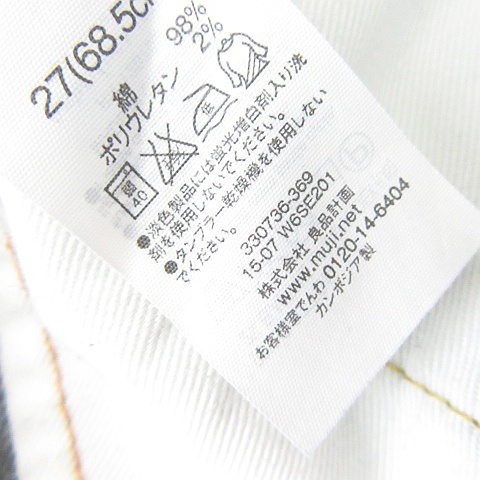 27(68.5c
綿 98%
ポリウレタン 2%
弱
40
低
●淡色製品には蛍光増白剤入り洗
剤を使用しないでください。
●タンブラー乾燥機を使用しない
でください。
330736-369
15-07 W6SE201
株式会社 良品計画
www.muji.net
お客様室でんわ 0120-14-6404
カンボジア製